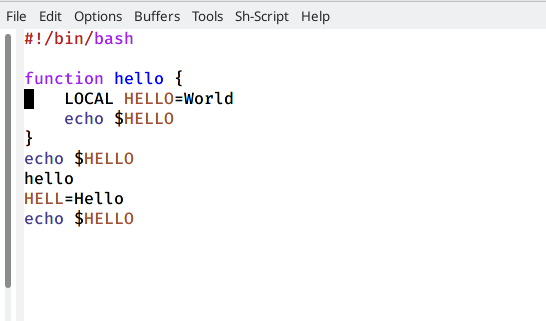 File Edit Options Buffers Tools Sh-Script Help
#!/bin/bash

function hello {
    LOCAL HELLO=World
    echo $HELLO
}
echo $HELLO
hello
HELL=Hello
echo $HELLO